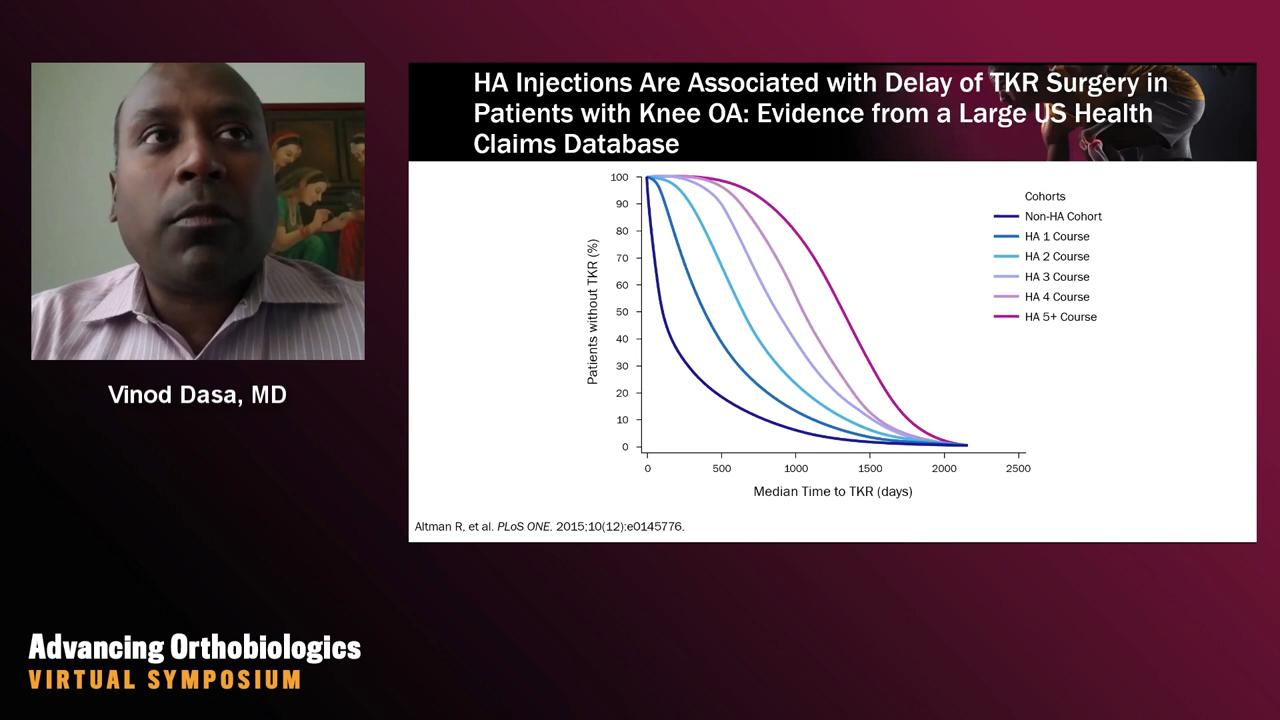 HA Injections Are Associated with Delay of TKR Surgery in
Patients with Knee OA: Evidence from a Large US Health
Claims Database
Vinod Dasa, MD
Patients without TKR (%)
100
90
80
70
60
50
40
30
20
10
0
0 500 1000 1500 2000 2500
Median Time to TKR (days)
Cohorts
Non-HA Cohort
HA 1 Course
HA 2 Course
HA 3 Course
HA 4 Course
HA 5+ Course
Altman R, et al. PLoS ONE. 2015;10(12):e0145776.
Advancing Orthobiologics
VIRTUAL SYMPOSIUM